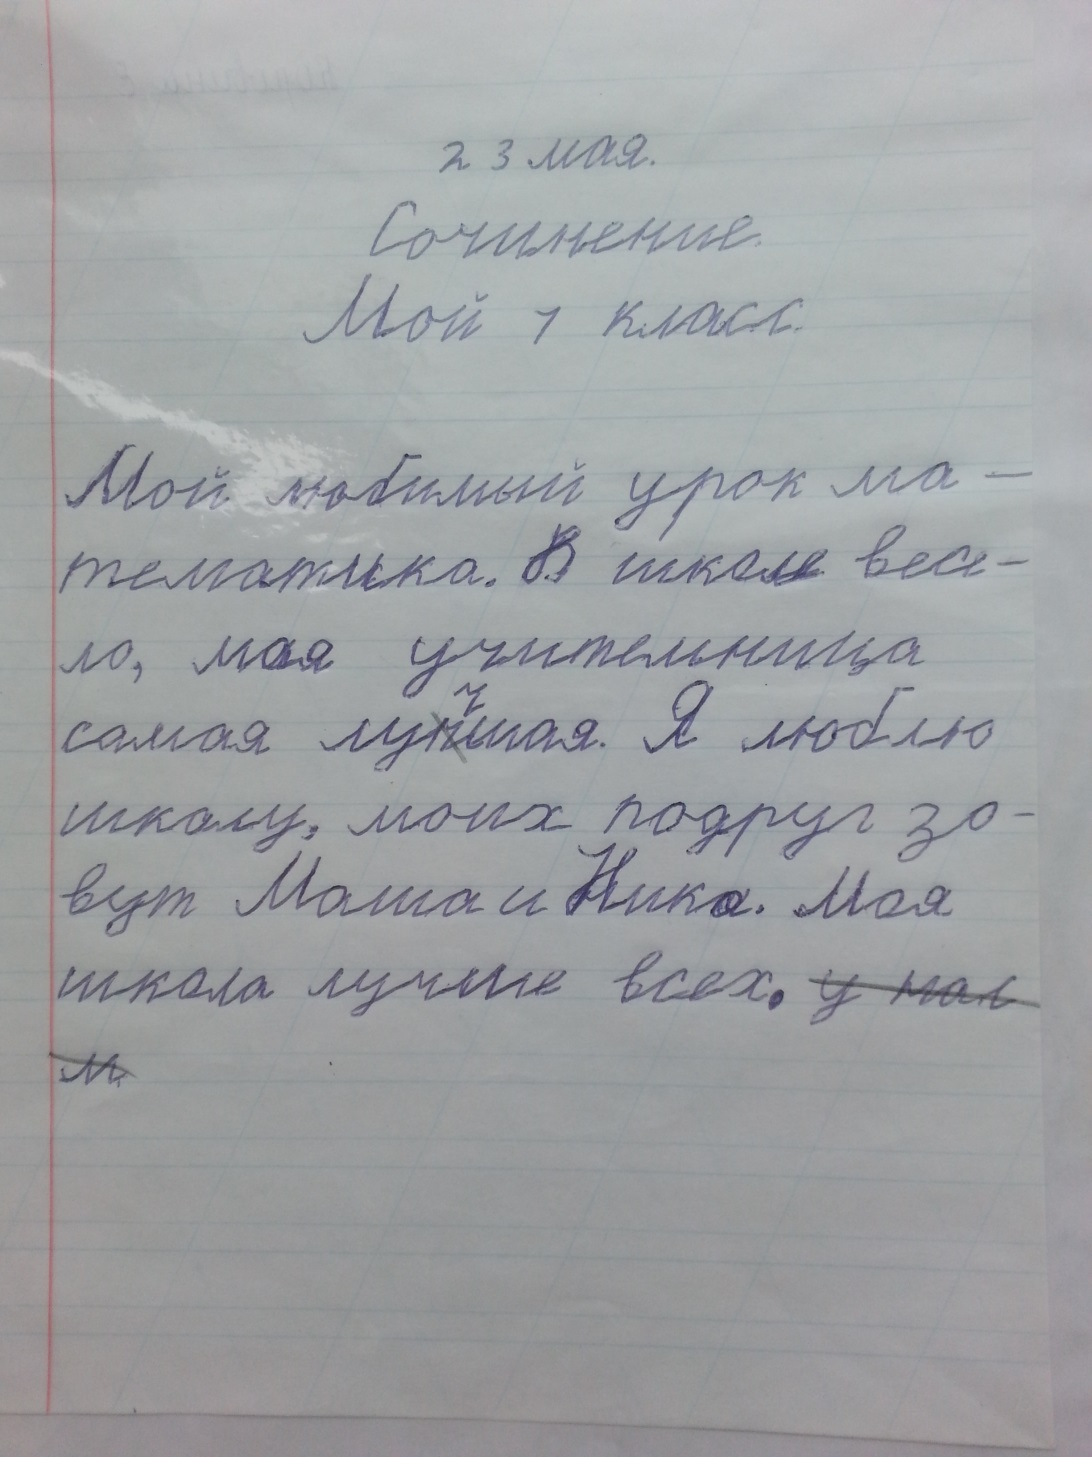 23 мая.
Сочинение.
Мой 1 класс.
Мой любимый урок ма-
тематика. В школе весе-
ло, моя учительница
самая лучшая. Я люблю
школу, моих подруг зо-
вут Маша и Ника. Моя
школа лучше всех. у нас
м